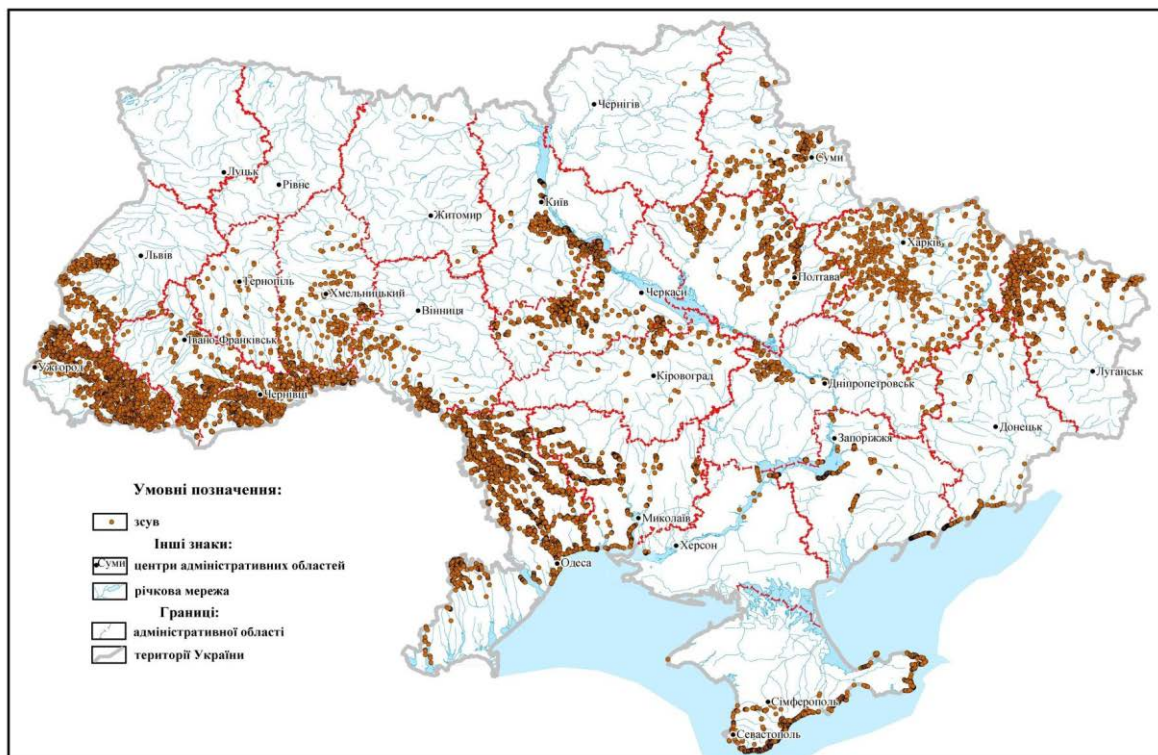 Чернігів
Суми
Луцьк
Рівне
Київ
Житомир
Харків
Львів
Полтава
Тернопіль
Хмельницький
Черкаси
Вінниця
Івано Франківськ
Ужгород
Кіровоград
Луганськ
Дніпропетровськ
Чернівці
Донецьк
Запоріжжя
Умовні позначення:
зсув
Інші знаки:
Суми центри адміністративних областей
річкова мережа
Границі:
адміністративної області
території України
Миколаїв
Херсон
Одеса
Сімферополь
Севастополь